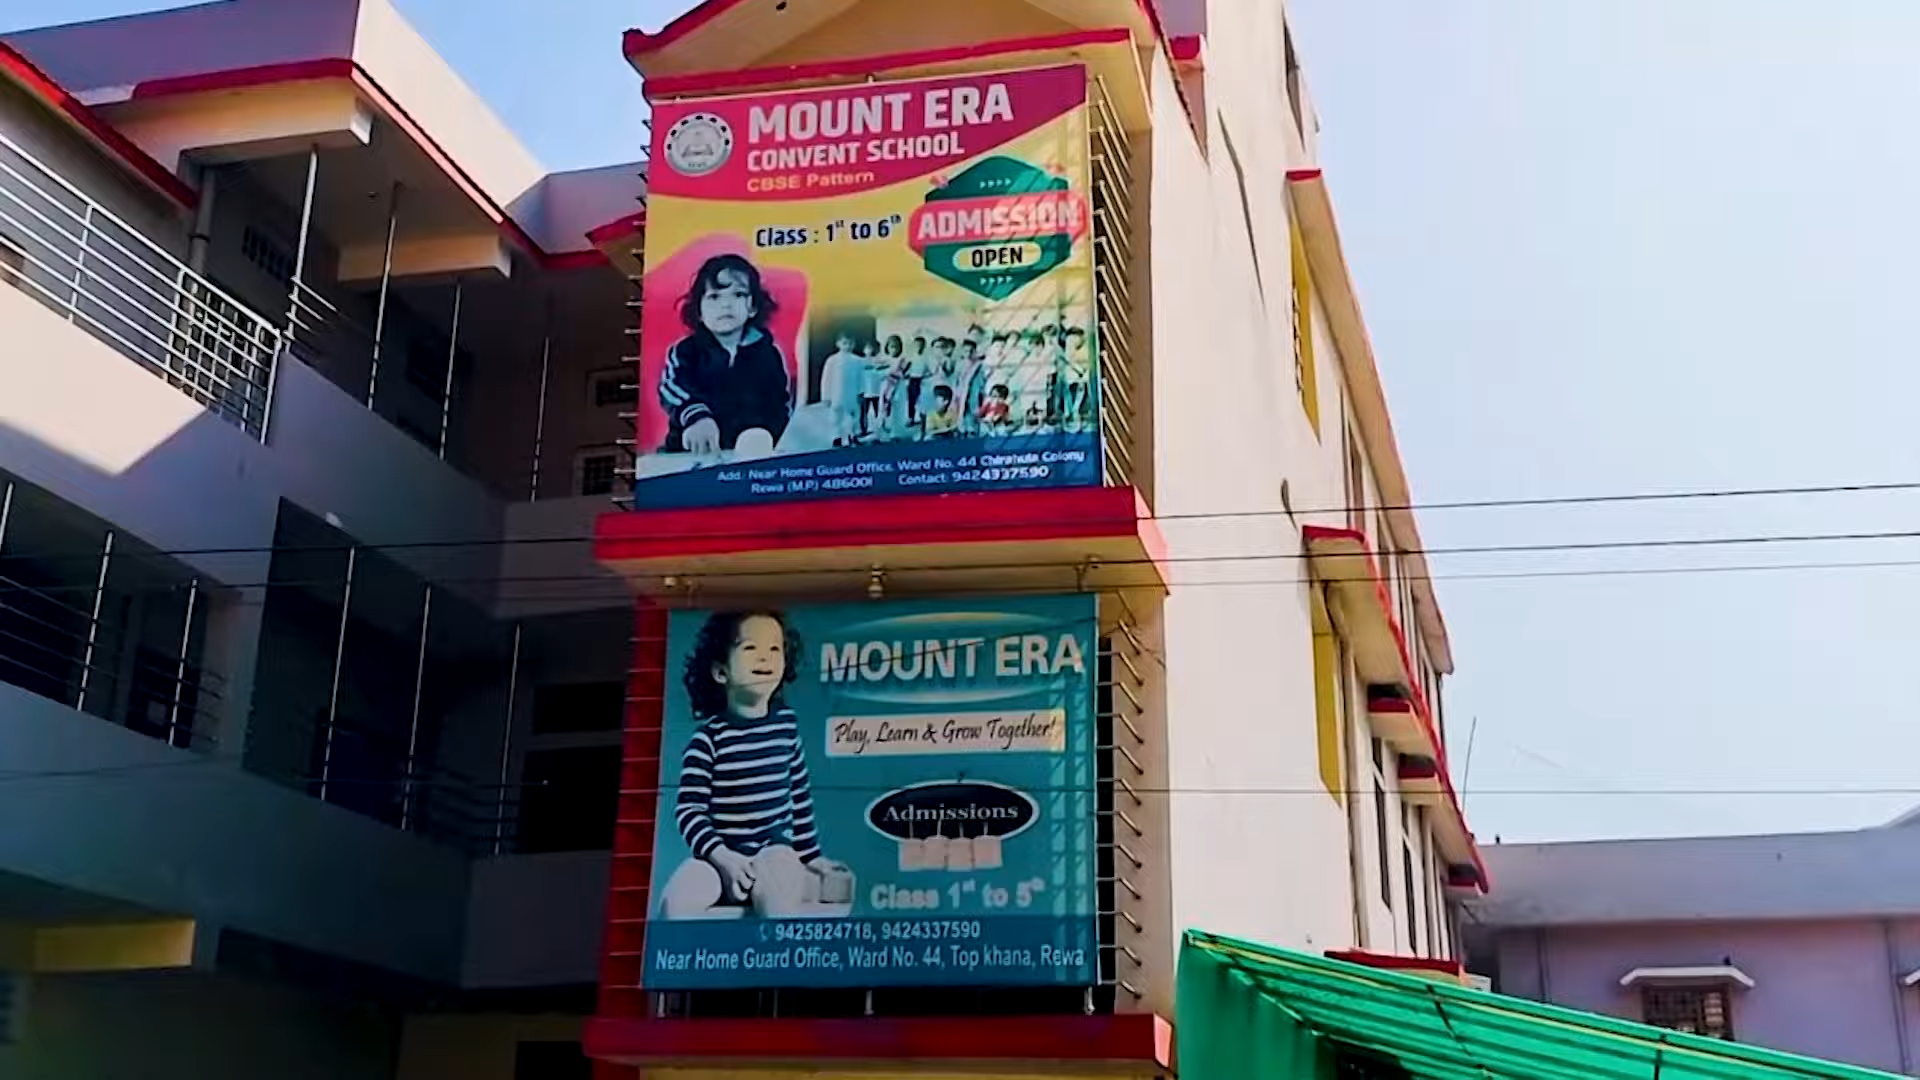 MOUNT ERA
CONVENT SCHOOL
CBSE Pattern
Class : 1st to 6th
ADMISSION
OPEN
Add. Near Home Guard Office, Ward No. 44 Chirahula Colony
Rewa (M.P.) 486001 Contact: 9424337590
MOUNT ERA
Play, Learn & Grow Together!
Admissions
Class 1st to 5th
9425824718, 9424337590
Near Home Guard Office, Ward No. 44, Top khana, Rewa